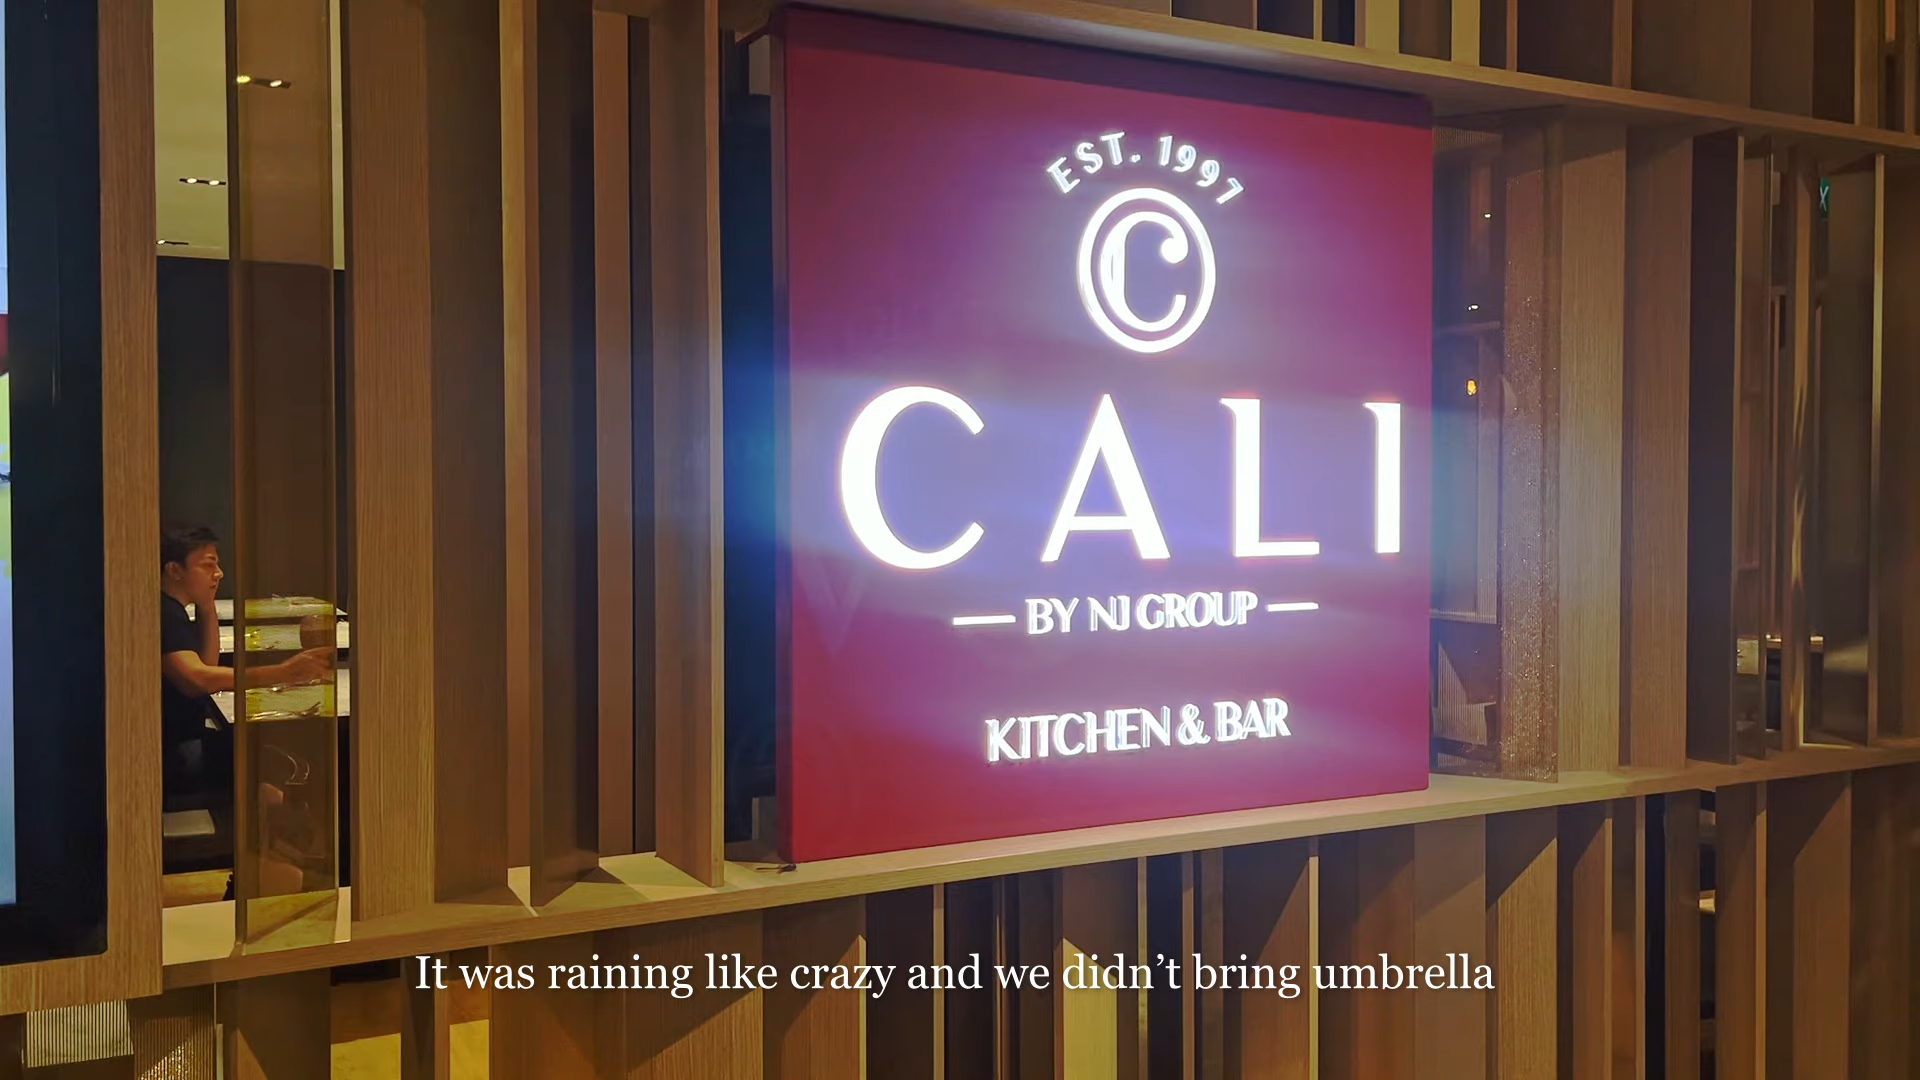 EST. 1997
C
CALI
BY NJ GROUP
KITCHEN & BAR
It was raining like crazy and we didn’t bring umbrella